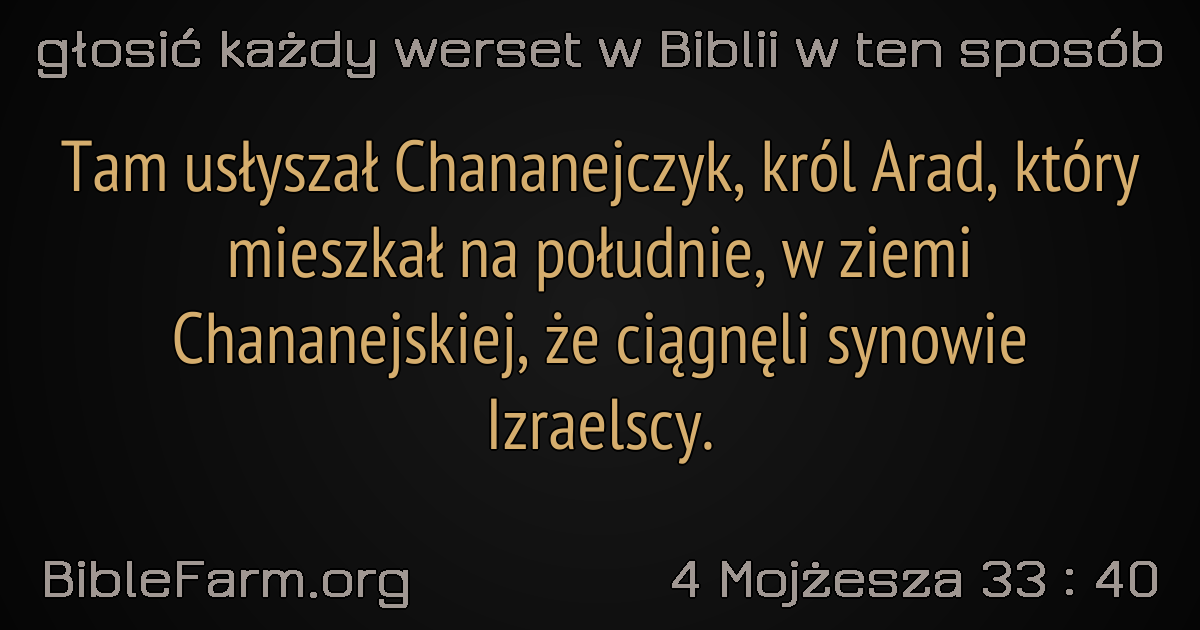 głosić każdy werset w Biblii w ten sposób
Tam usłyszał Chananejczyk, król Arad, który
mieszkał na południe, w ziemi
Chananejskiej, że ciągnęli synowie
Izraelscy.
BibleFarm.org
4 Mojżesza 33 : 40